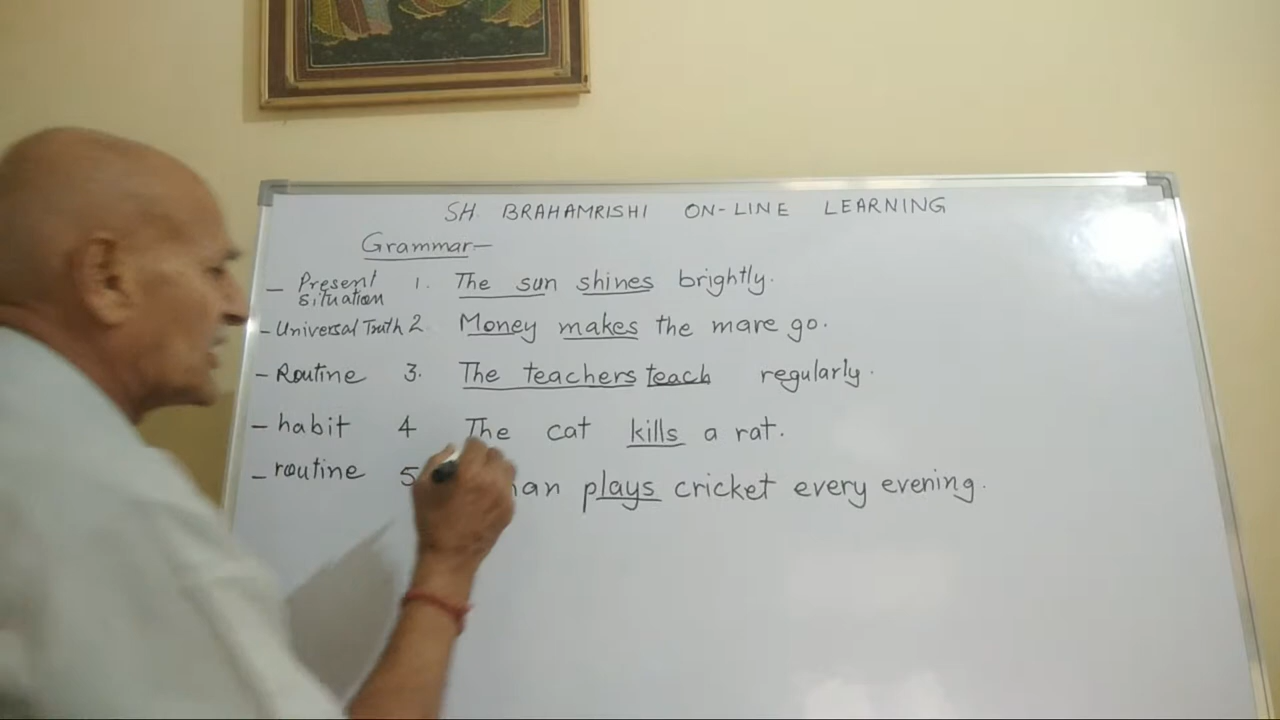 SH. BRAHAMRISHI ON-LINE LEARNING
Grammar—
— Present Situation 1. The sun shines brightly.
- Universal Truth 2. Money makes the mare go.
- Routine 3. The teachers teach regularly.
- habit 4 The cat kills a rat.
- routine 5 plays cricket every evening.